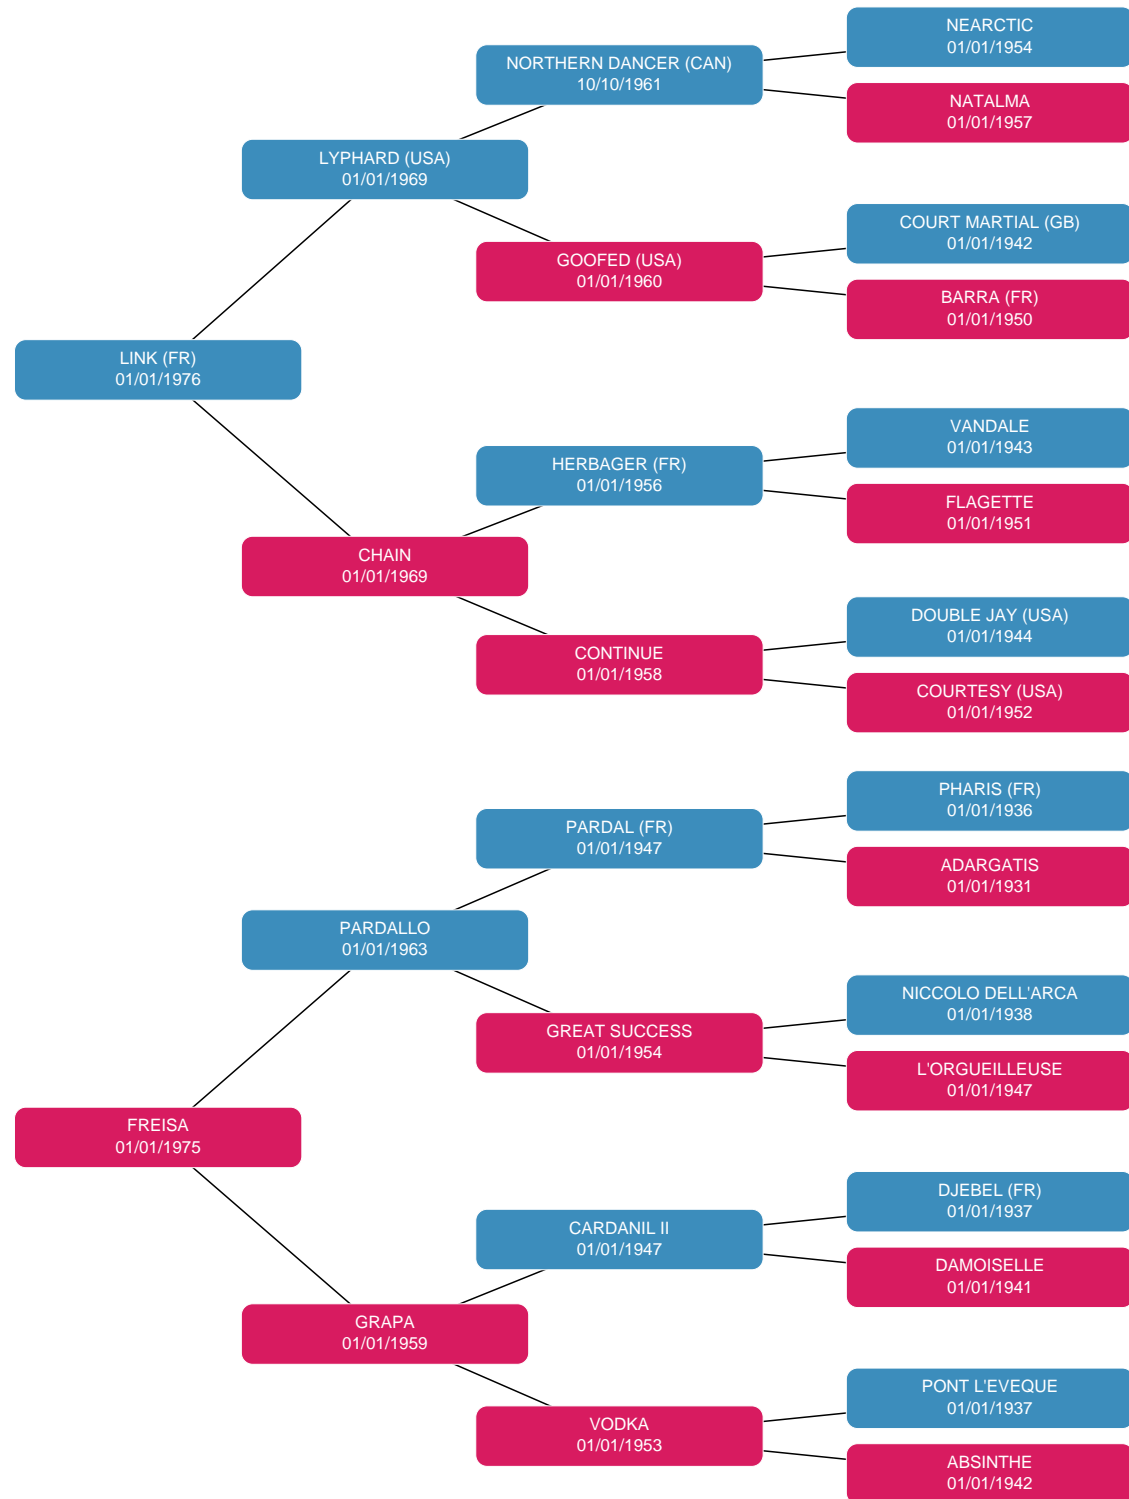 NEARCTIC
01/01/1954
NORTHERN DANCER (CAN)
10/10/1961
NATALMA
01/01/1957
LYPHARD (USA)
01/01/1969
COURT MARTIAL (GB)
01/01/1942
GOOFED (USA)
01/01/1960
BARRA (FR)
01/01/1950
LINK (FR)
01/01/1976
VANDALE
01/01/1943
HERBAGER (FR)
01/01/1956
FLAGETTE
01/01/1951
CHAIN
01/01/1969
DOUBLE JAY (USA)
01/01/1944
CONTINUE
01/01/1958
COURTESY (USA)
01/01/1952
PHARIS (FR)
01/01/1936
PARDAL (FR)
01/01/1947
ADARGATIS
01/01/1931
PARDALLO
01/01/1963
NICCOLO DELL'ARCA
01/01/1938
GREAT SUCCESS
01/01/1954
L'ORGUEILLEUSE
01/01/1947
FREISA
01/01/1975
DJEBEL (FR)
01/01/1937
CARDANIL II
01/01/1947
DAMOISELLE
01/01/1941
GRAPA
01/01/1959
PONT L'EVEQUE
01/01/1937
VODKA
01/01/1953
ABSINTHE
01/01/1942